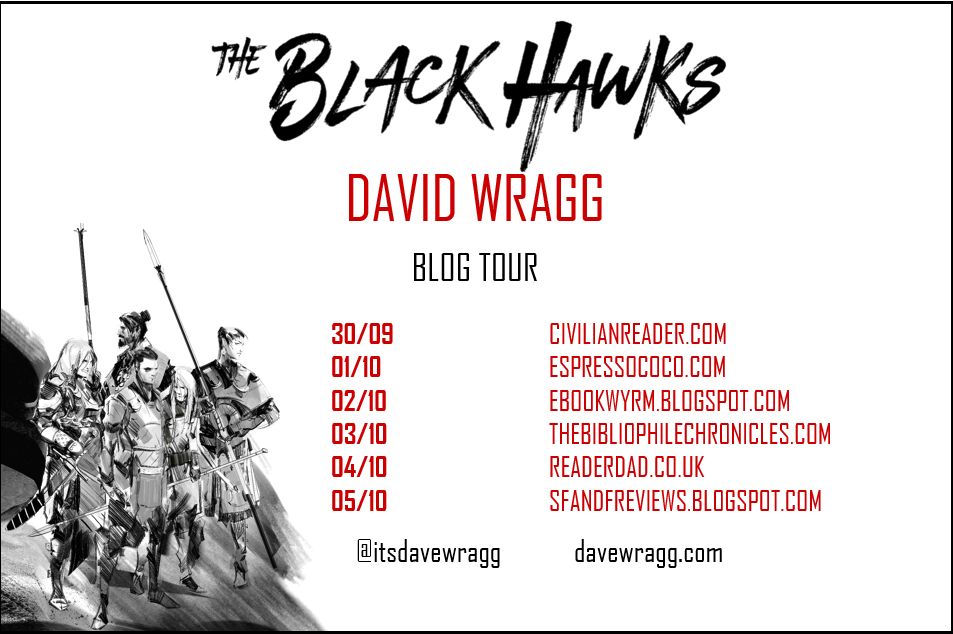 THE BLACK HAWKS
DAVID WRAGG
BLOG TOUR
30/09 CIVILIANREADER.COM
01/10 ESPRESSOCOCO.COM
02/10 EBOOKWYRM.BLOGSPOT.COM
03/10 THEBIBLIOPHILECHRONICLES.COM
04/10 READERDAD.CO.UK
05/10 SFANDFREVIEWS.BLOGSPOT.COM
@itsdavewragg davewragg.com